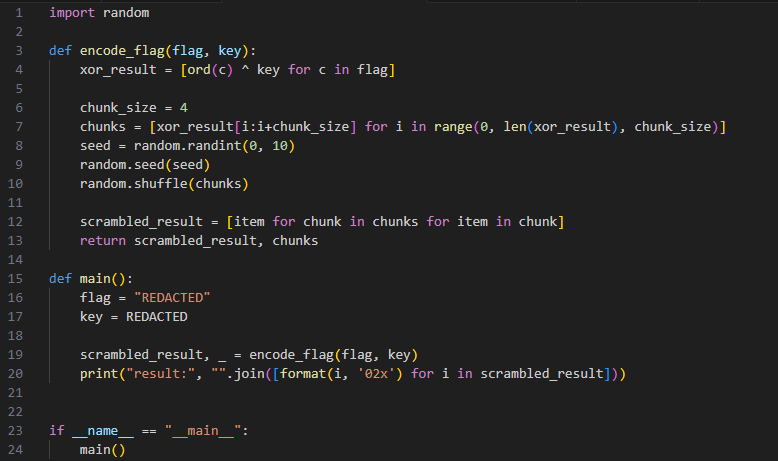 1 import random
2
3 def encode_flag(flag, key):
4     xor_result = [ord(c) ^ key for c in flag]
5
6     chunk_size = 4
7     chunks = [xor_result[i:i+chunk_size] for i in range(0, len(xor_result), chunk_size)]
8     seed = random.randint(0, 10)
9     random.seed(seed)
10     random.shuffle(chunks)
11
12     scrambled_result = [item for chunk in chunks for item in chunk]
13     return scrambled_result, chunks
14
15 def main():
16     flag = "REDACTED"
17     key = REDACTED
18
19     scrambled_result, _ = encode_flag(flag, key)
20     print("result:", "".join([format(i, '02x') for i in scrambled_result]))
21
22
23 if __name__ == "__main__":
24     main()